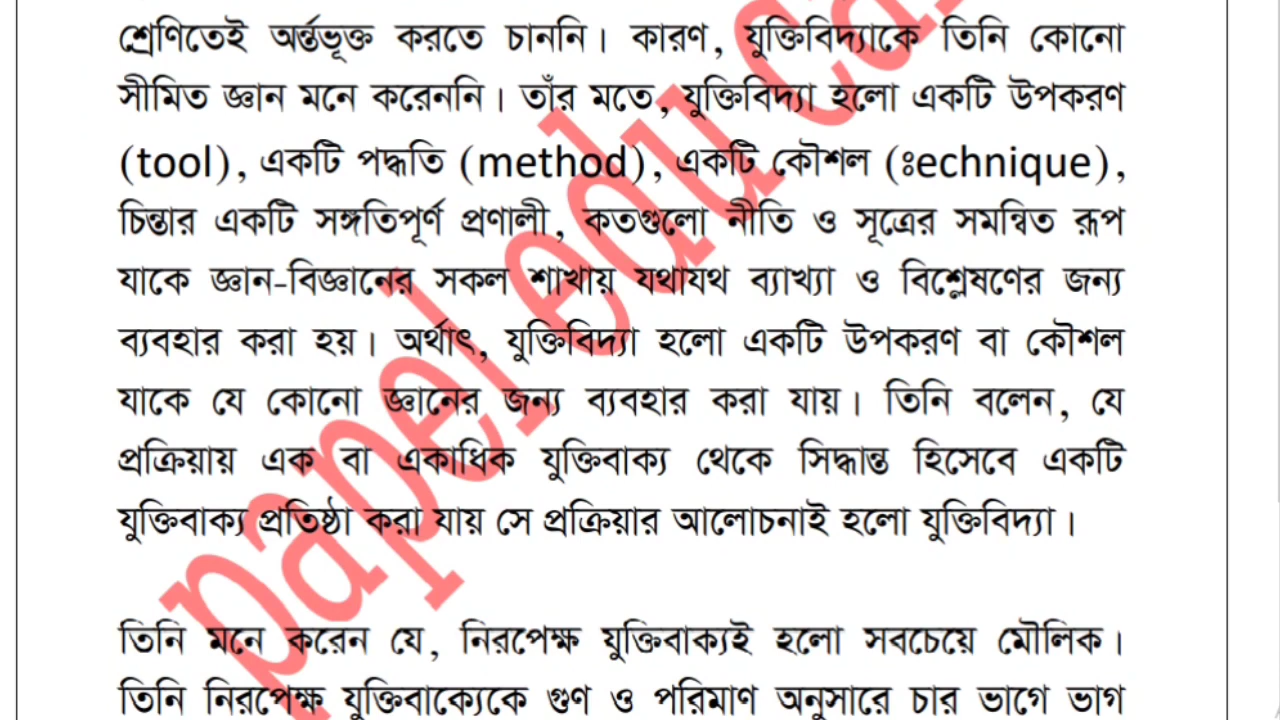 শ্রেণিতেই অর্ন্তভূক্ত করতে চাননি। কারণ, যুক্তিবিদ্যাকে তিনি কোনো
সীমিত জ্ঞান মনে করেননি। তাঁর মতে, যুক্তিবিদ্যা হলো একটি উপকরণ
(tool), একটি পদ্ধতি (method), একটি কৌশল (ঃechnique),
চিন্তার একটি সঙ্গতিপূর্ণ প্রণালী, কতগুলো নীতি ও সূত্রের সমন্বিত রূপ
যাকে জ্ঞান-বিজ্ঞানের সকল শাখায় যথাযথ ব্যাখ্যা ও বিশ্লেষণের জন্য
ব্যবহার করা হয়। অর্থাৎ, যুক্তিবিদ্যা হলো একটি উপকরণ বা কৌশল
যাকে যে কোনো জ্ঞানের জন্য ব্যবহার করা যায়। তিনি বলেন, যে
প্রক্রিয়ায় এক বা একাধিক যুক্তিবাক্য থেকে সিদ্ধান্ত হিসেবে একটি
যুক্তিবাক্য প্রতিষ্ঠা করা যায় সে প্রক্রিয়ার আলোচনাই হলো যুক্তিবিদ্যা।
তিনি মনে করেন যে, নিরপেক্ষ যুক্তিবাক্যই হলো সবচেয়ে মৌলিক।
তিনি নিরপেক্ষ যুক্তিবাক্যেকে গুণ ও পরিমাণ অনুসারে চার ভাগে ভাগ
papel edu